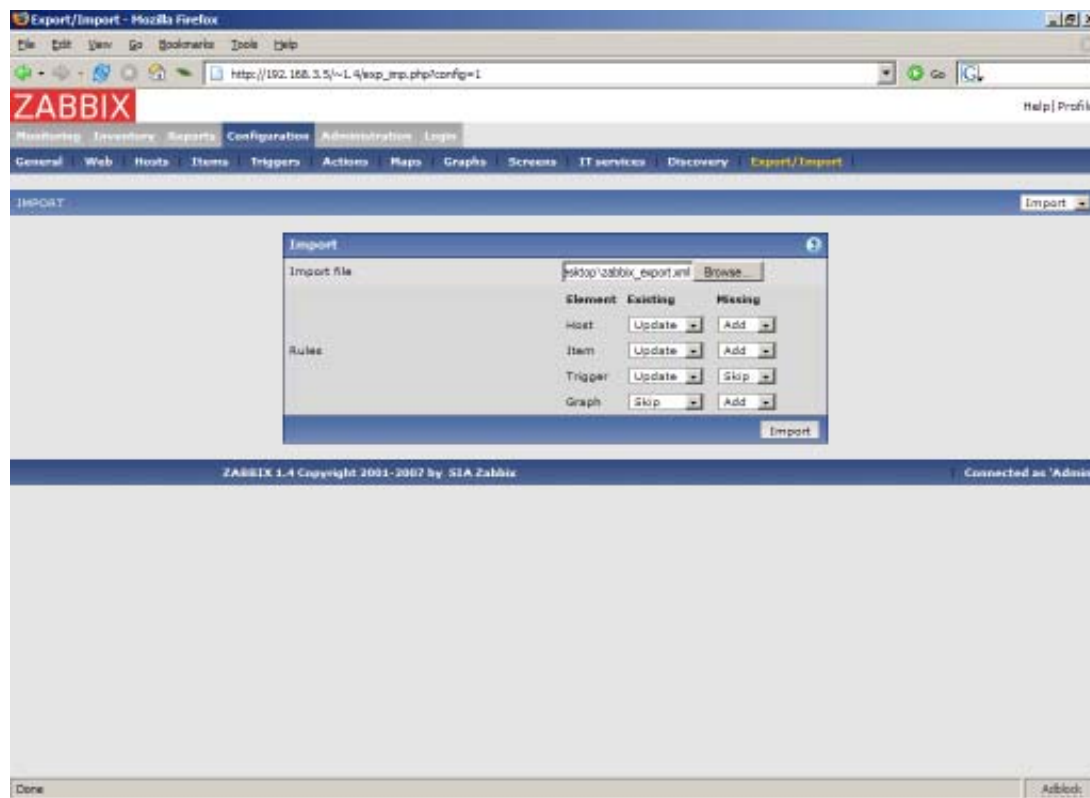 Export/Import - Mozilla Firefox
File Edit View Go Bookmarks Tools Help
http://192.168.3.5/~1.4/exp_imp.php?config=1 Go
ZABBIX Help | Profil
Monitoring Inventory Reports Configuration Administration Login
General Web Hosts Items Triggers Actions Maps Graphs Screens IT services Discovery Export/Import
IMPORT Import
Import
Import file esktop\zabbix_export.xml Browse...
Element Existing Missing
Host Update Add
Rules Item Update Add
Trigger Update Skip
Graph Skip Add
Import
ZABBIX 1.4 Copyright 2001-2007 by SIA Zabbix Connected as 'Admin
Done Adblock